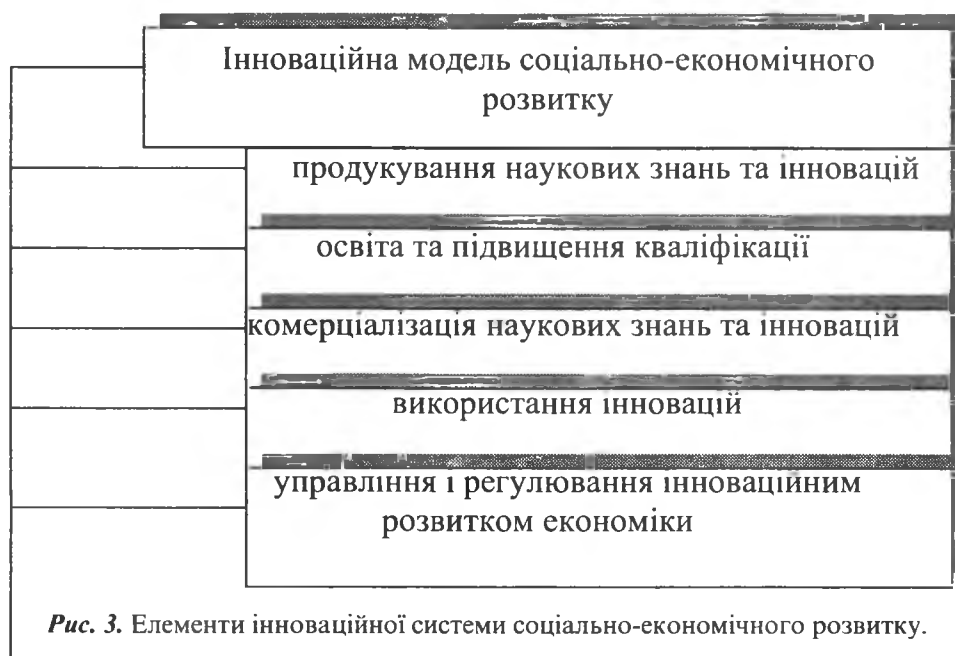 Інноваційна модель соціально-економічного
розвитку
продукування наукових знань та інновацій
освіта та підвищення кваліфікації
комерціалізація наукових знань та інновацій
використання інновацій
управління і регулювання інноваційним
розвитком економіки
Рис. 3. Елементи інноваційної системи соціально-економічного розвитку.